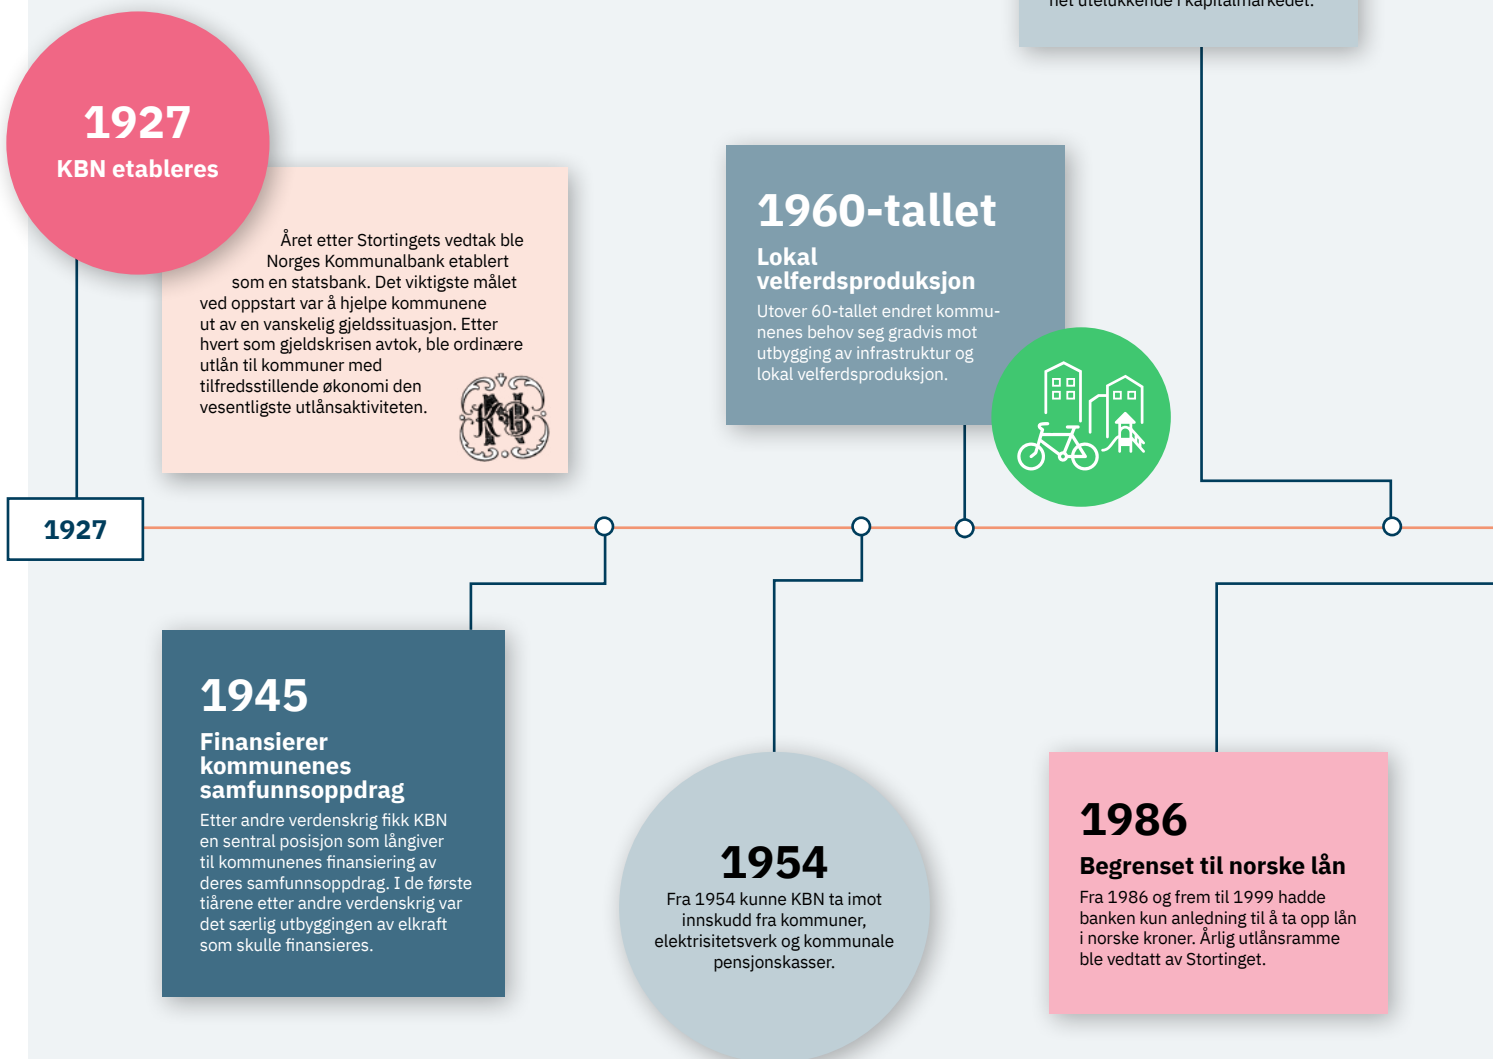 net utelukkende i kapitalmarkedet.
1927
KBN etableres
Året etter Stortingets vedtak ble
Norges Kommunalbank etablert
som en statsbank. Det viktigste målet
ved oppstart var å hjelpe kommunene
ut av en vanskelig gjeldssituasjon. Etter
hvert som gjeldskrisen avtok, ble ordinære
utlån til kommuner med
tilfredsstillende økonomi den
vesentligste utlånsaktiviteten.
1960-tallet
Lokal
velferdsproduksjon
Utover 60-tallet endret kommu-
nenes behov seg gradvis mot
utbygging av infrastruktur og
lokal velferdsproduksjon.
1927
1945
Finansierer
kommunenes
samfunnsoppdrag
Etter andre verdenskrig fikk KBN
en sentral posisjon som långiver
til kommunenes finansiering av
deres samfunnsoppdrag. I de første
tiårene etter andre verdenskrig var
det særlig utbyggingen av elkraft
som skulle finansieres.
1954
Fra 1954 kunne KBN ta imot
innskudd fra kommuner,
elektrisitetsverk og kommunale
pensjonskasser.
1986
Begrenset til norske lån
Fra 1986 og frem til 1999 hadde
banken kun anledning til å ta opp lån
i norske kroner. Årlig utlånsramme
ble vedtatt av Stortinget.